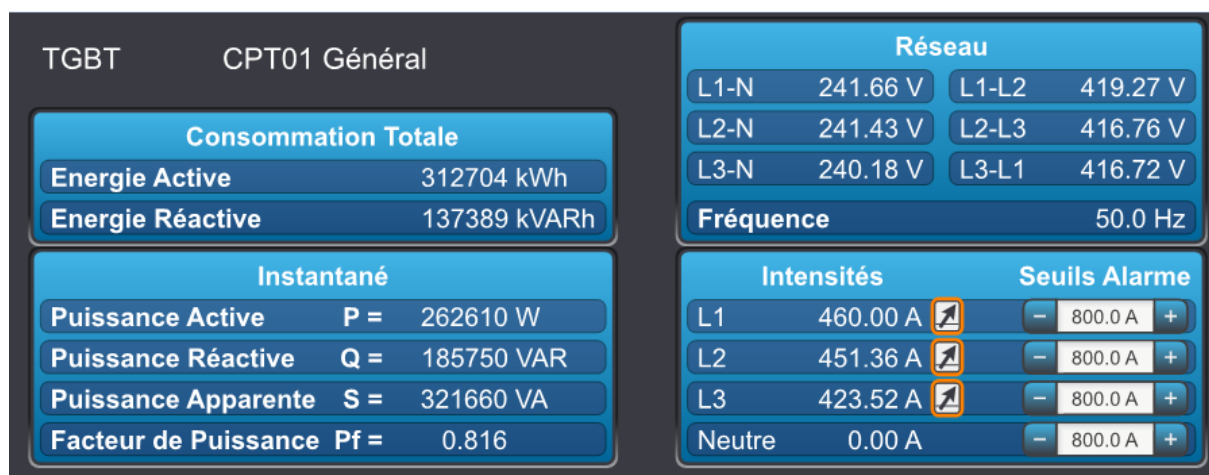 TGBT CPT01 Général
Consommation Totale
Energie Active 312704 kWh
Energie Réactive 137389 kVARh
Instantané
Puissance Active P = 262610 W
Puissance Réactive Q = 185750 VAR
Puissance Apparente S = 321660 VA
Facteur de Puissance Pf = 0.816
Réseau
L1-N 241.66 V L1-L2 419.27 V
L2-N 241.43 V L2-L3 416.76 V
L3-N 240.18 V L3-L1 416.72 V
Fréquence 50.0 Hz
Intensités Seuils Alarme
L1 460.00 A - 800.0 A +
L2 451.36 A - 800.0 A +
L3 423.52 A - 800.0 A +
Neutre 0.00 A - 800.0 A +